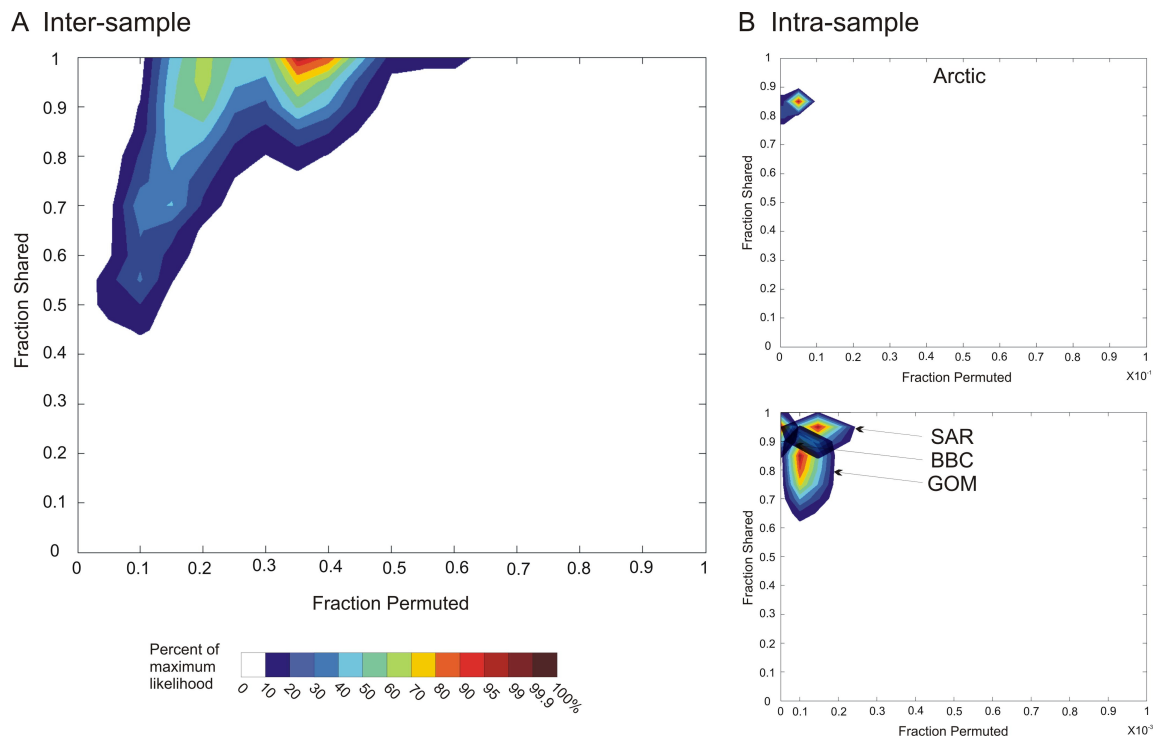 A Inter-sample
1
0.9
0.8
0.7
0.6
0.5
0.4
0.3
0.2
0.1
0
Fraction Shared
0 0.1 0.2 0.3 0.4 0.5 0.6 0.7 0.8 0.9 1
Fraction Permuted
Percent of
maximum
likelihood
0 10 20 30 40 50 60 70 80 90 95 99 99.9 100%
B Intra-sample
Arctic
1
0.9
0.8
0.7
0.6
0.5
0.4
0.3
0.2
0.1
0
Fraction Shared
0 0.1 0.2 0.3 0.4 0.5 0.6 0.7 0.8 0.9 1
Fraction Permuted
X10⁻¹
SAR
BBC
GOM
1
0.9
0.8
0.7
0.6
0.5
0.4
0.3
0.2
0.1
0
Fraction Shared
0 0.1 0.2 0.3 0.4 0.5 0.6 0.7 0.8 0.9 1
Fraction Permuted
X10⁻³